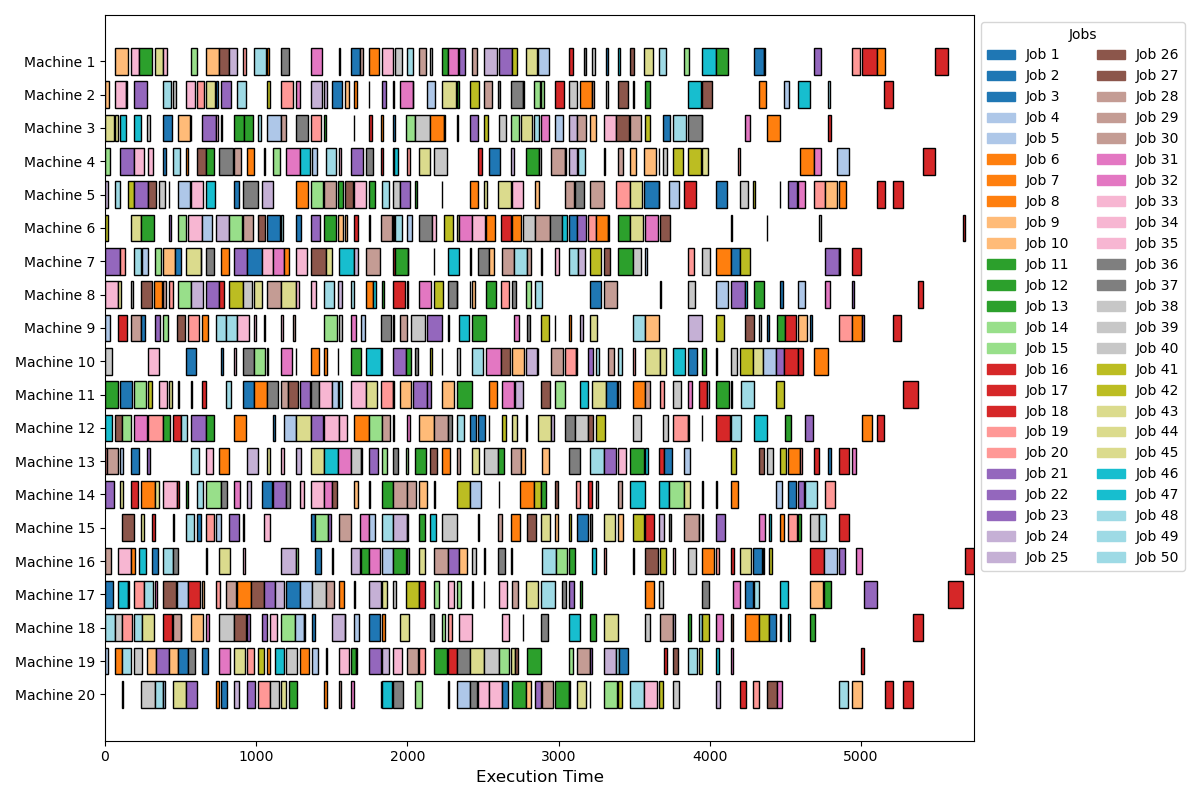 Machine 1
Machine 2
Machine 3
Machine 4
Machine 5
Machine 6
Machine 7
Machine 8
Machine 9
Machine 10
Machine 11
Machine 12
Machine 13
Machine 14
Machine 15
Machine 16
Machine 17
Machine 18
Machine 19
Machine 20
0 1000 2000 3000 4000 5000
Execution Time
Jobs
Job 1
Job 2
Job 3
Job 4
Job 5
Job 6
Job 7
Job 8
Job 9
Job 10
Job 11
Job 12
Job 13
Job 14
Job 15
Job 16
Job 17
Job 18
Job 19
Job 20
Job 21
Job 22
Job 23
Job 24
Job 25
Job 26
Job 27
Job 28
Job 29
Job 30
Job 31
Job 32
Job 33
Job 34
Job 35
Job 36
Job 37
Job 38
Job 39
Job 40
Job 41
Job 42
Job 43
Job 44
Job 45
Job 46
Job 47
Job 48
Job 49
Job 50